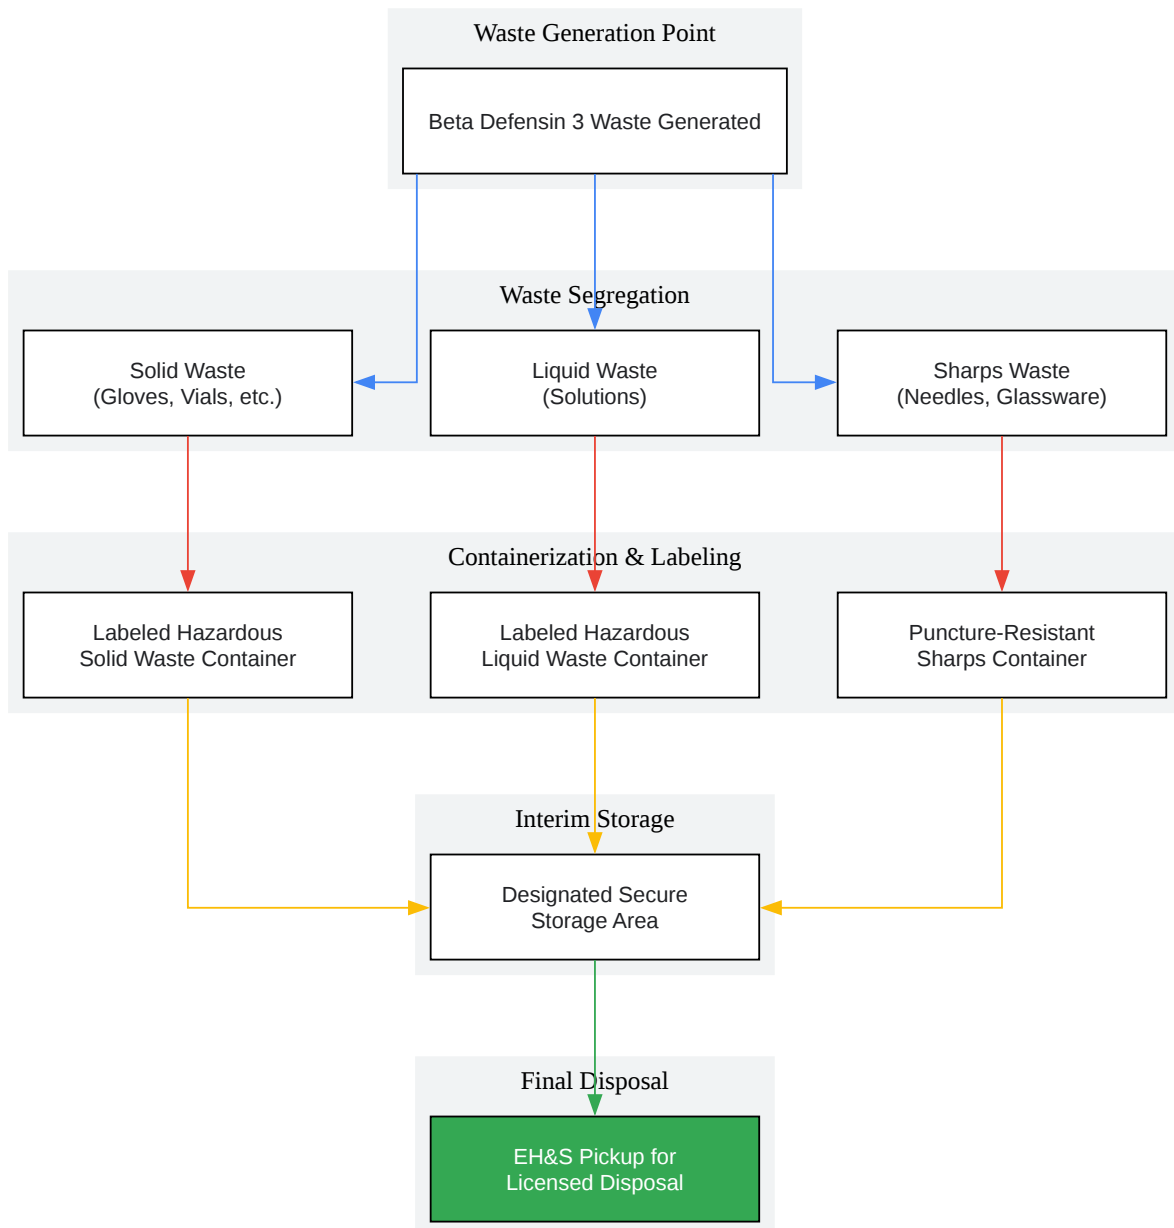 Waste Generation Point
Beta Defensin 3 Waste Generated
Waste Segregation
Solid Waste
(Gloves, Vials, etc.)
Liquid Waste
(Solutions)
Sharps Waste
(Needles, Glassware)
Containerization & Labeling
Labeled Hazardous
Solid Waste Container
Labeled Hazardous
Liquid Waste Container
Puncture-Resistant
Sharps Container
Interim Storage
Designated Secure
Storage Area
Final Disposal
EH&S Pickup for
Licensed Disposal